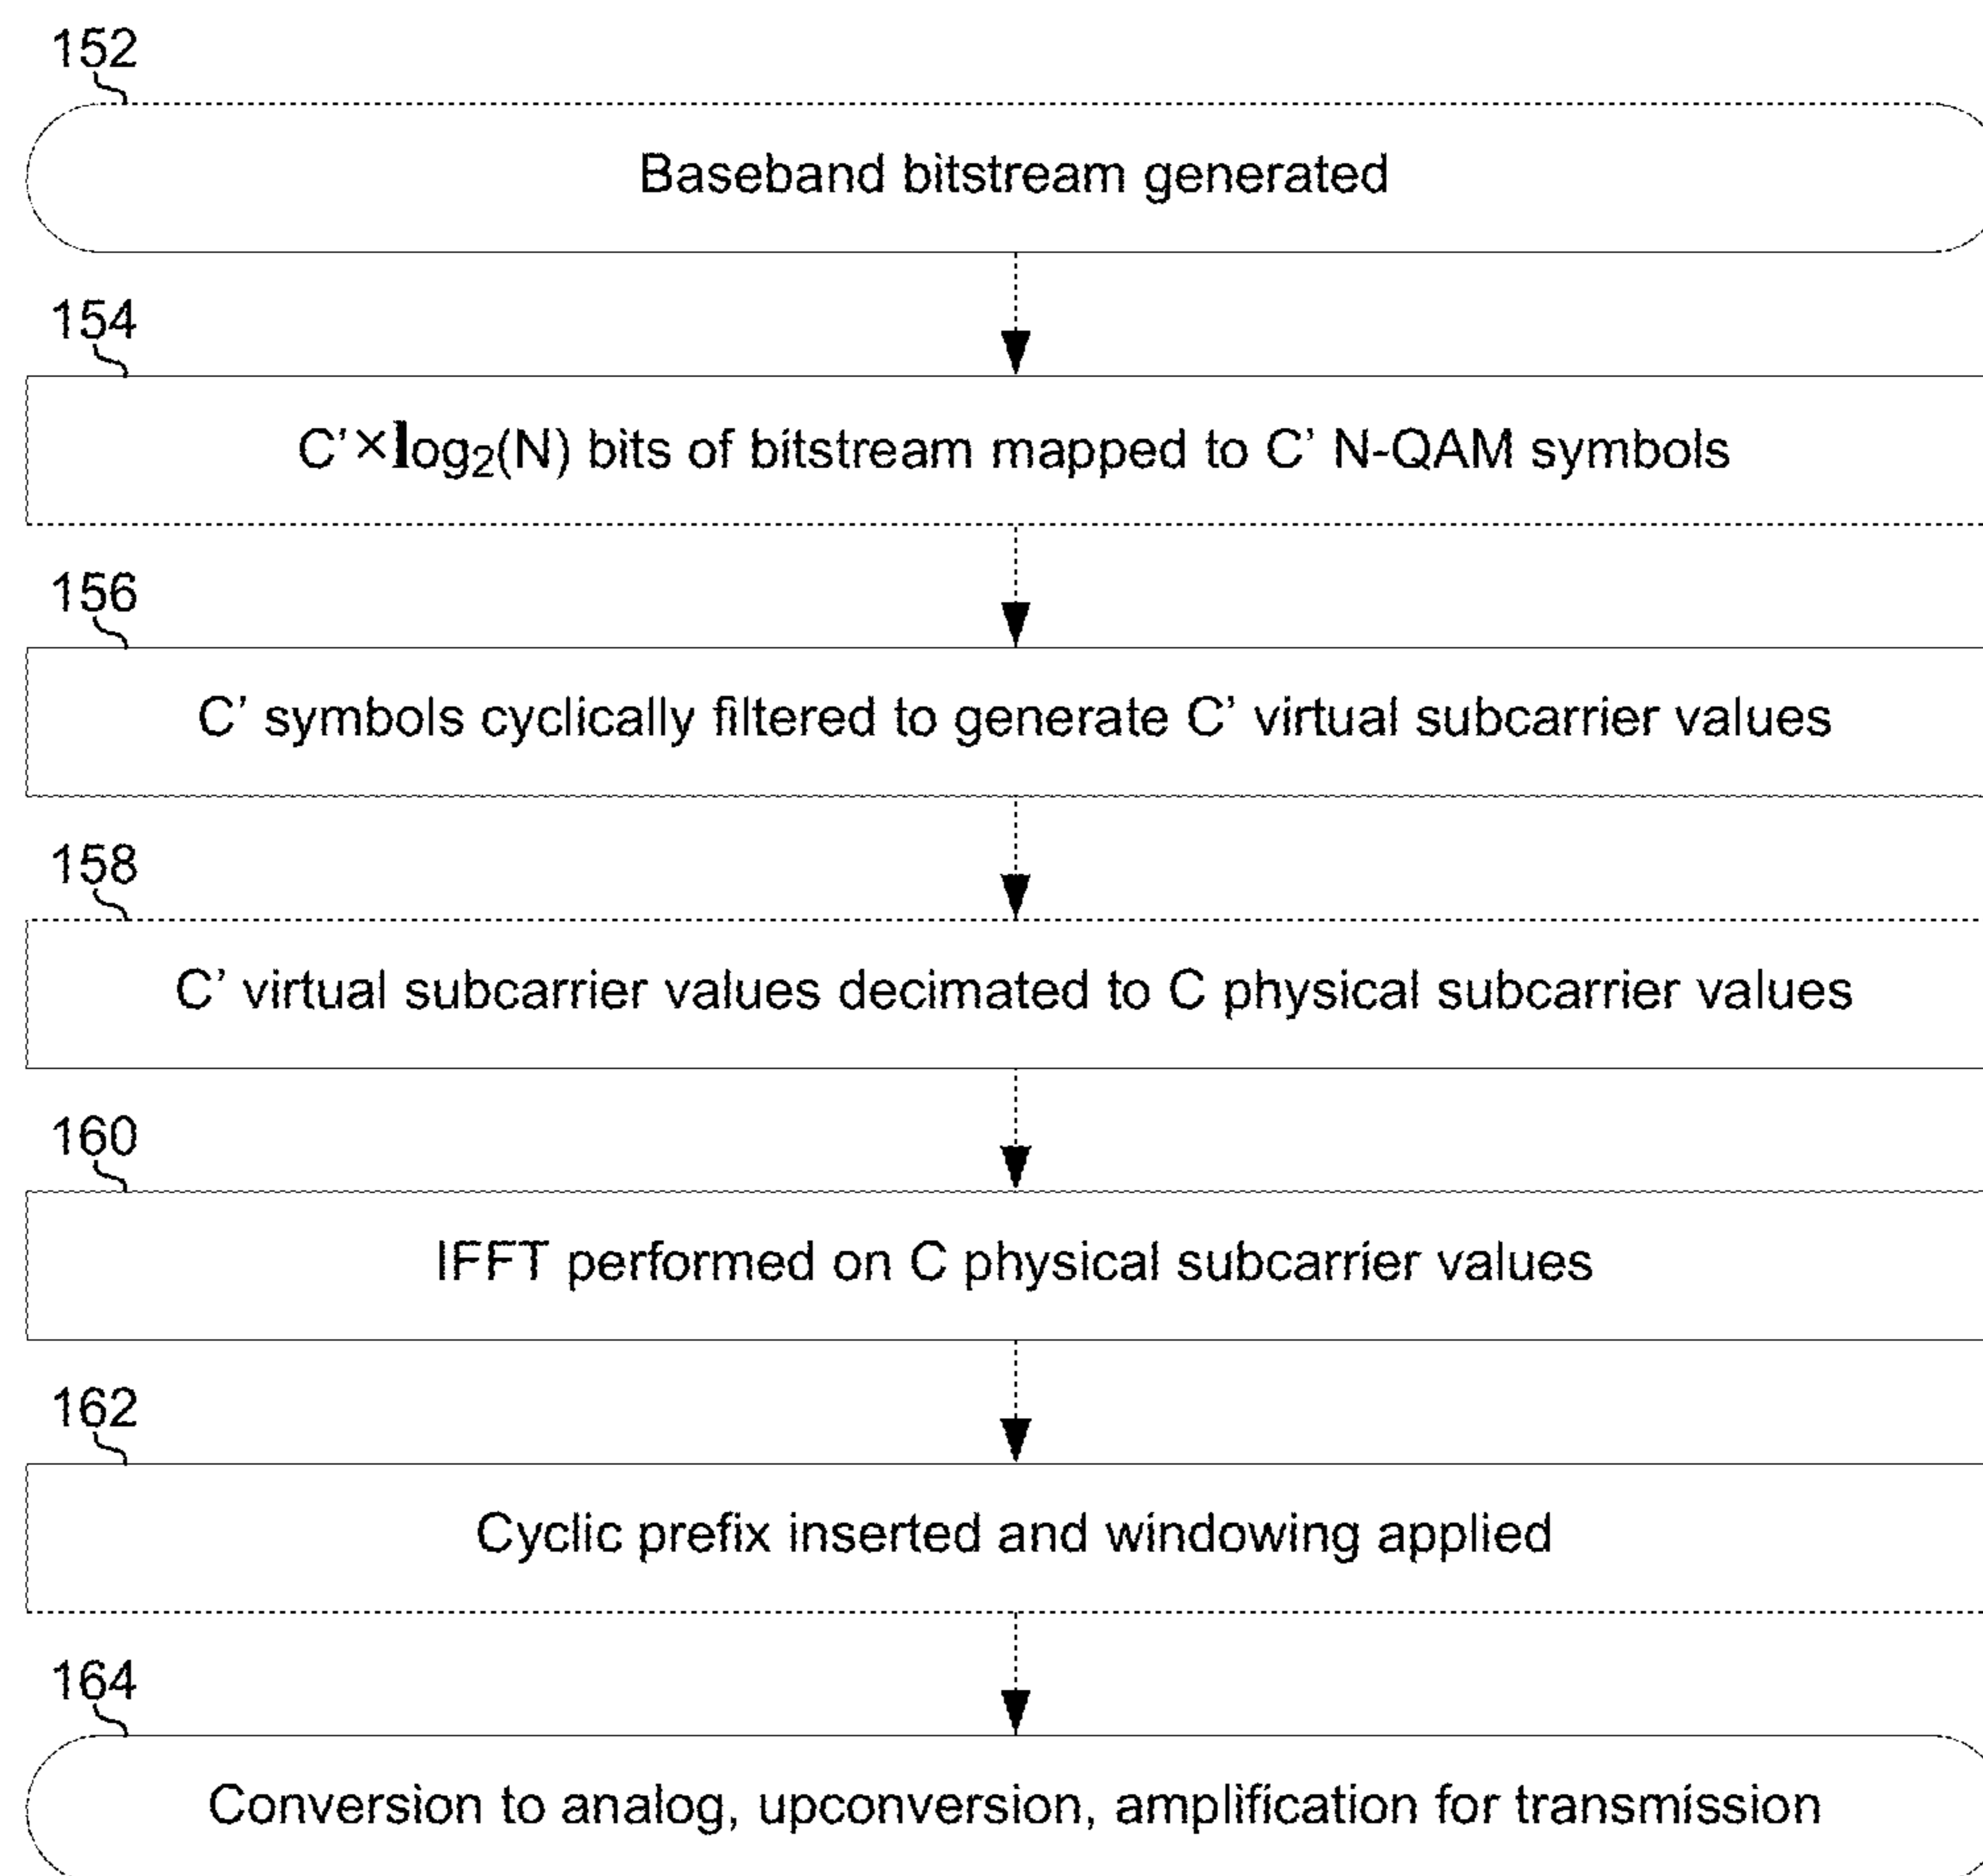 152
Baseband bitstream generated
154
C'×log₂(N) bits of bitstream mapped to C' N-QAM symbols
156
C' symbols cyclically filtered to generate C' virtual subcarrier values
158
C' virtual subcarrier values decimated to C physical subcarrier values
160
IFFT performed on C physical subcarrier values
162
Cyclic prefix inserted and windowing applied
164
Conversion to analog, upconversion, amplification for transmission